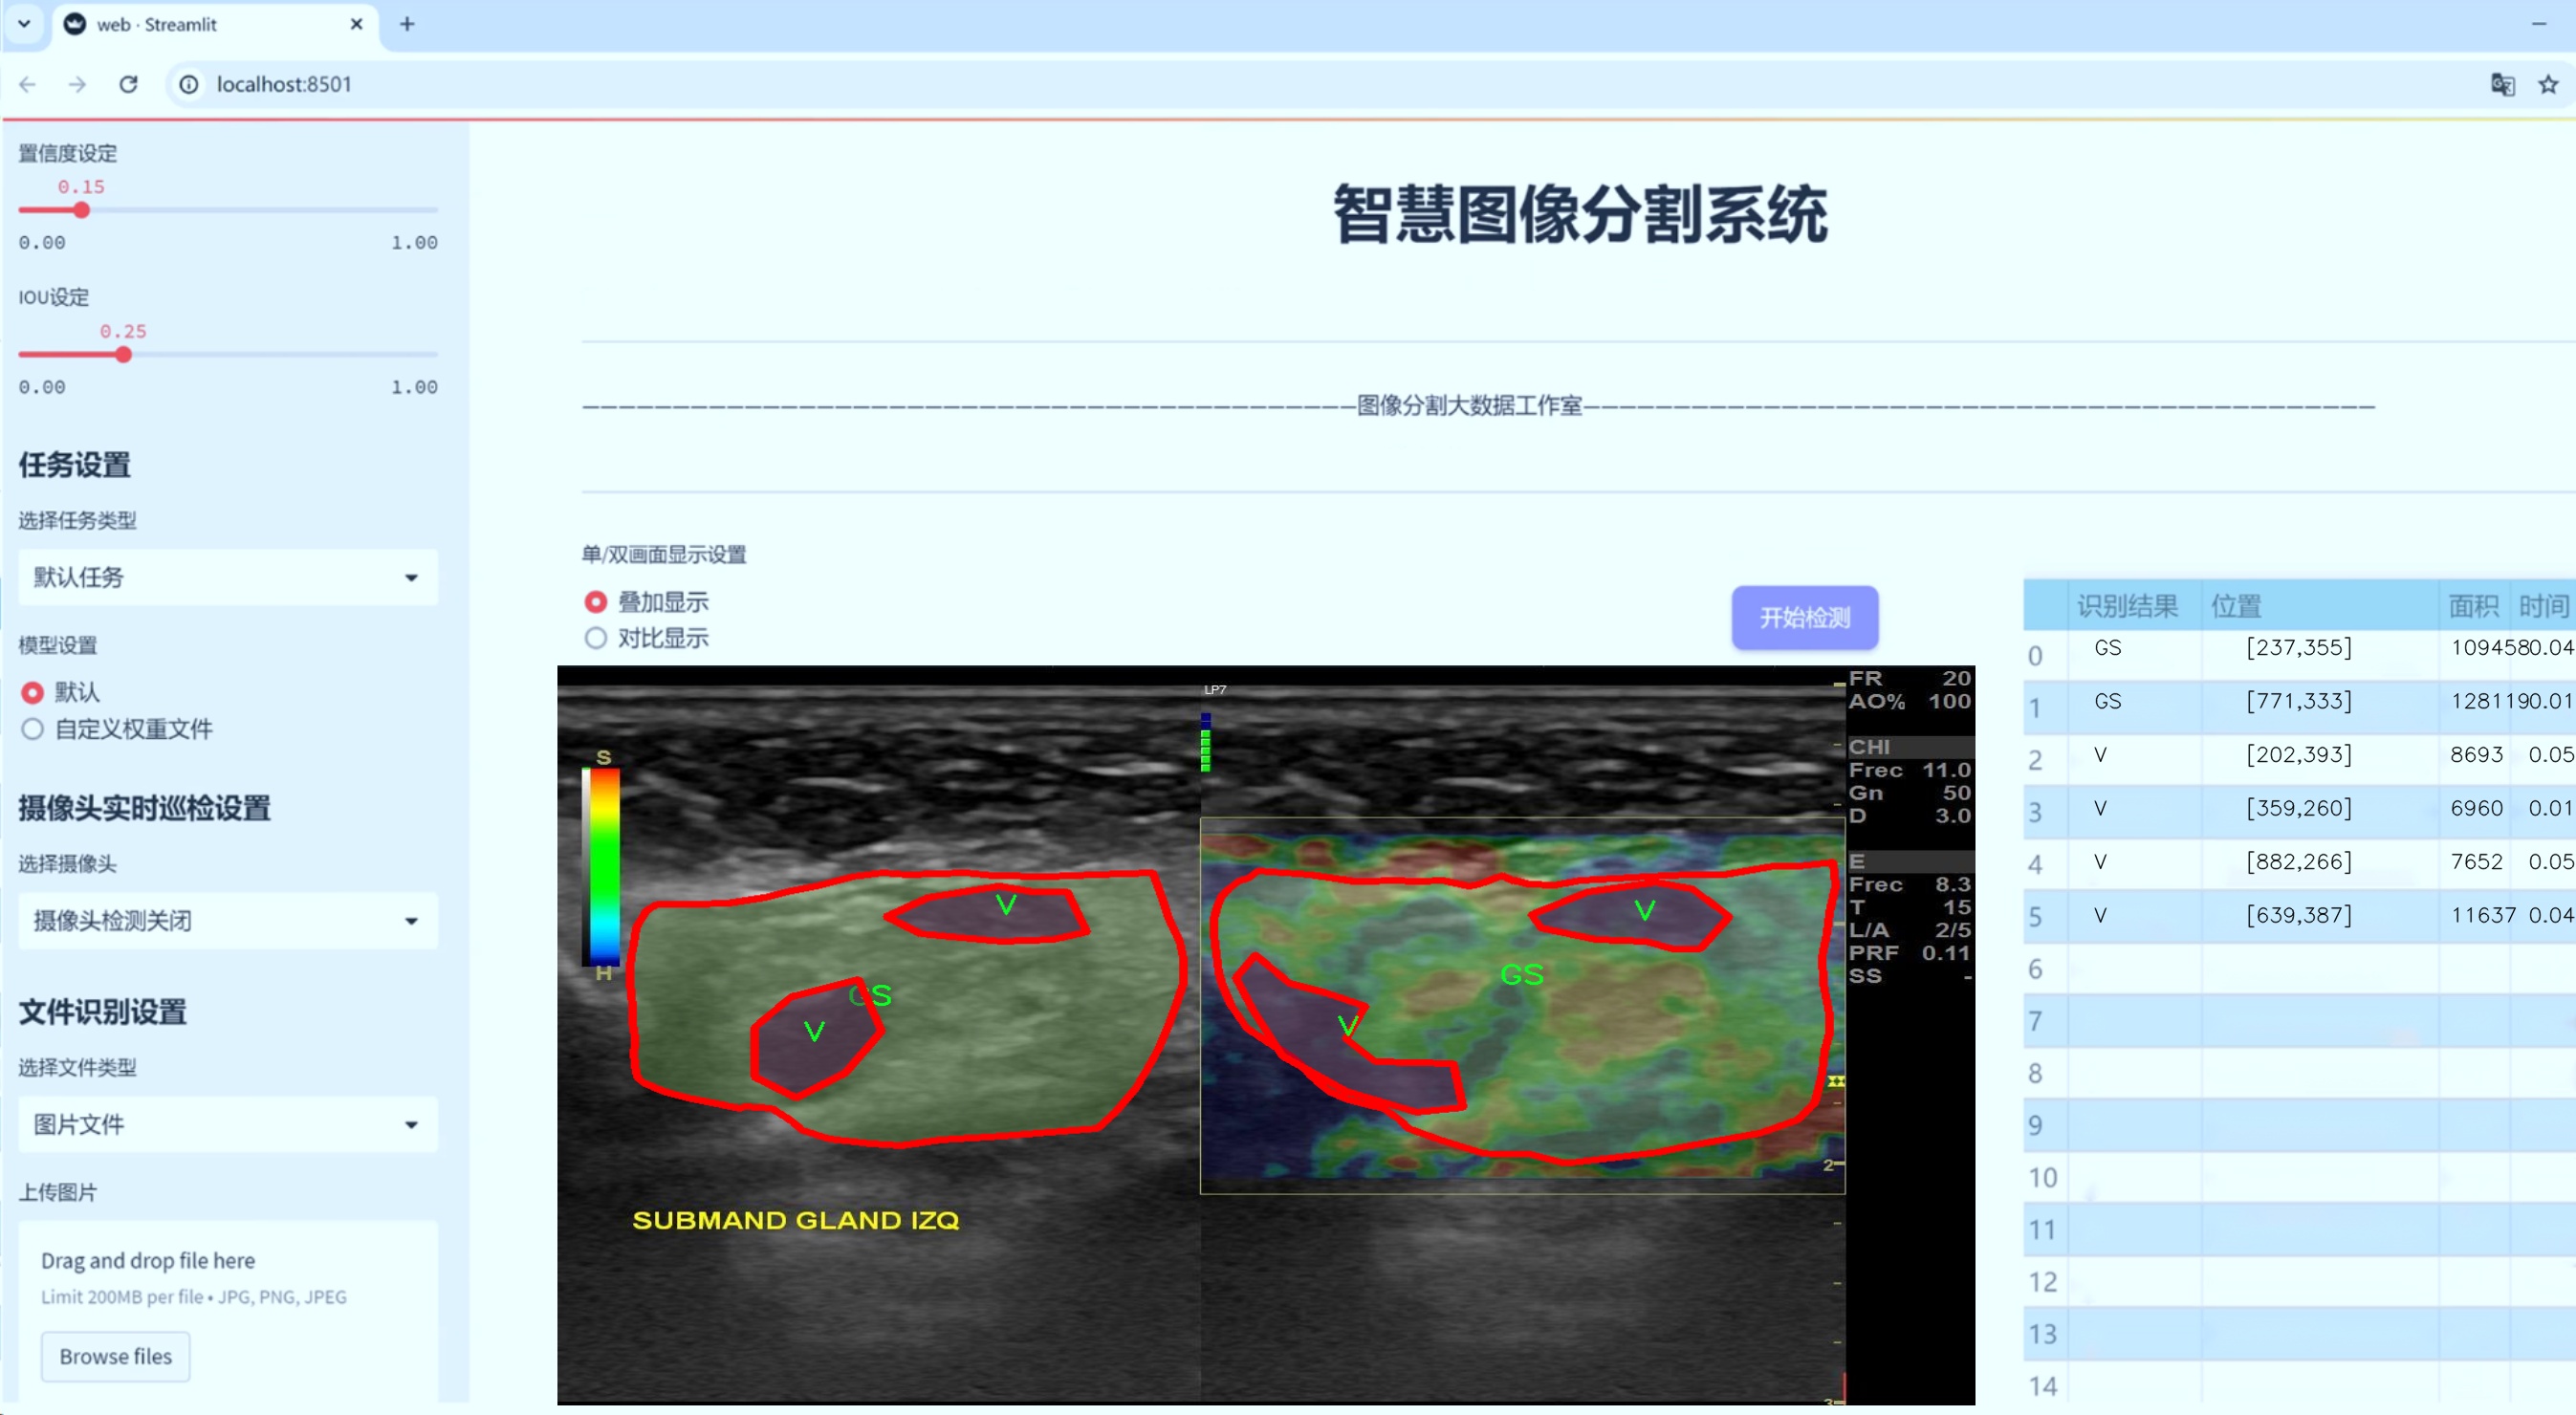 web · Streamlit
localhost:8501
置信度设定
0.15
0.00 1.00
IOU设定
0.25
0.00 1.00
任务设置
选择任务类型
默认任务
模型设置
默认
自定义权重文件
摄像头实时巡检设置
选择摄像头
摄像头检测关闭
文件识别设置
选择文件类型
图片文件
上传图片
Drag and drop file here
Limit 200MB per file • JPG, PNG, JPEG
Browse files
智慧图像分割系统
图像分割大数据工作室
单/双画面显示设置
叠加显示
对比显示
开始检测
LP7
S
H
V
GS
V
V
GS
V
SUBMAND GLAND IZQ
2
3
FR 20
AO% 100
CHI
Frec 11.0
Gn 50
D 3.0
E
Frec 8.3
T 15
L/A 2/5
PRF 0.11
SS -
识别结果 位置 面积 时间
0 GS [237,355] 1094580.04
1 GS [771,333] 1281190.01
2 V [202,393] 8693 0.05
3 V [359,260] 6960 0.01
4 V [882,266] 7652 0.05
5 V [639,387] 11637 0.04
6
7
8
9
10
11
12
13
14